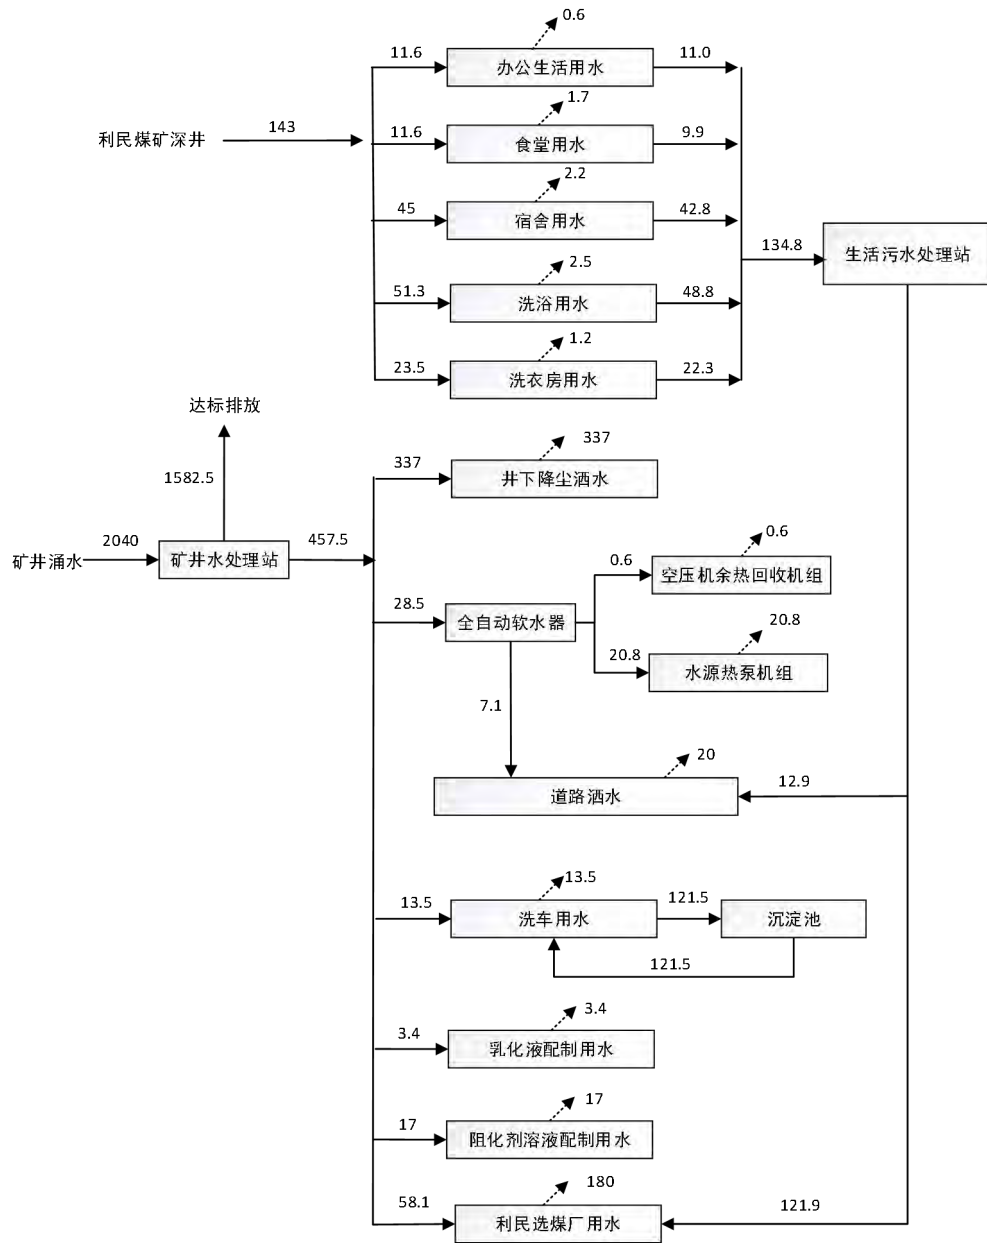 0.6
11.6
办公生活用水
11.0
1.7
利民煤矿深井
143
11.6
食堂用水
9.9
2.2
45
宿舍用水
42.8
134.8
生活污水处理站
2.5
51.3
洗浴用水
48.8
1.2
23.5
洗衣房用水
22.3
达标排放
337
1582.5
337
井下降尘洒水
矿井涌水
2040
矿井水处理站
457.5
0.6
0.6
空压机余热回收机组
28.5
全自动软水器
20.8
20.8
水源热泵机组
7.1
20
道路洒水
12.9
13.5
13.5
洗车用水
121.5
沉淀池
121.5
3.4
3.4
乳化液配制用水
17
17
阻化剂溶液配制用水
180
58.1
利民选煤厂用水
121.9